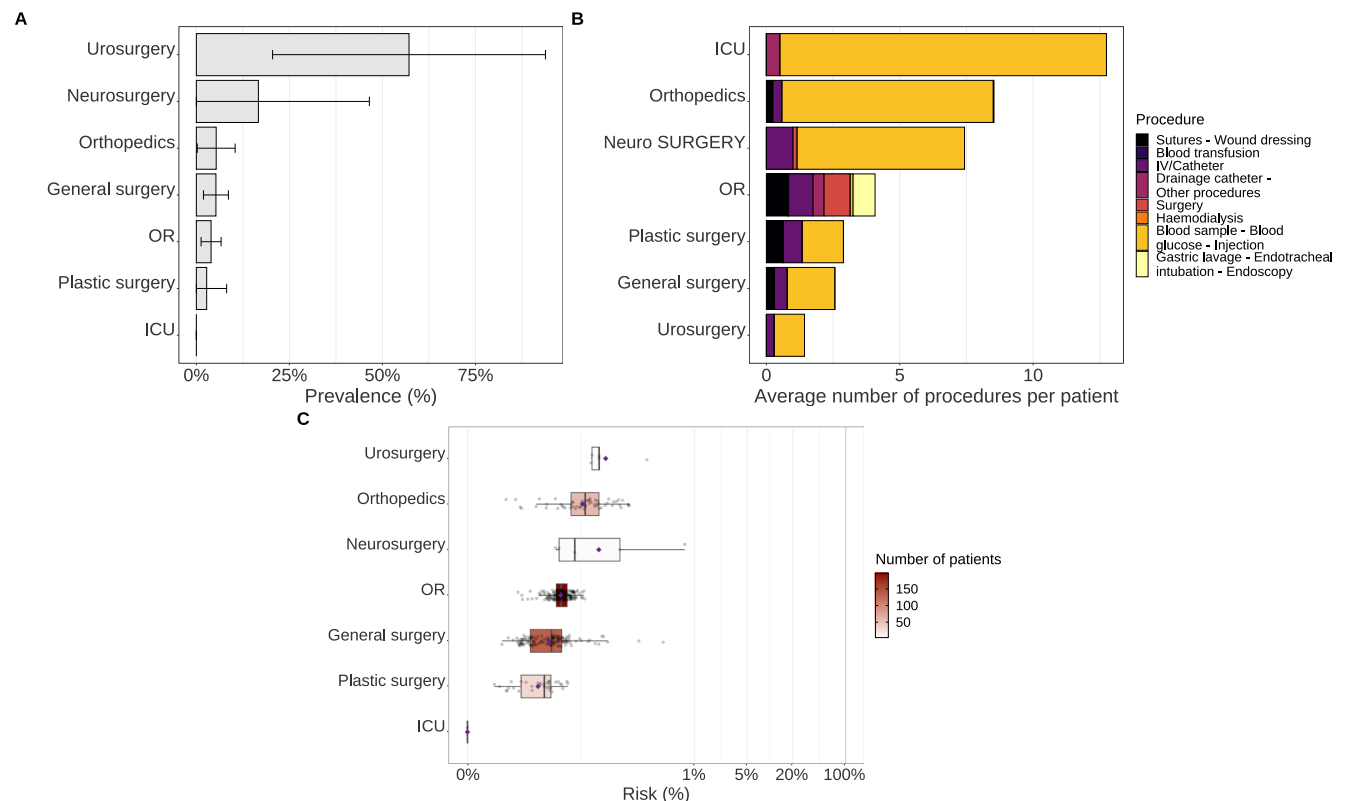 A
Urosurgery
Neurosurgery
Orthopedics
General surgery
OR
Plastic surgery
ICU
0%
25%
50%
75%
Prevalence (%)
B
ICU
Orthopedics
Neuro SURGERY
OR
Plastic surgery
General surgery
Urosurgery
0
5
10
Average number of procedures per patient
Procedure
Sutures - Wound dressing
Blood transfusion
IV/Catheter
Drainage catheter -
Other procedures
Surgery
Haemodialysis
Blood sample - Blood
glucose - Injection
Gastric lavage - Endotracheal
intubation - Endoscopy
C
Urosurgery
Orthopedics
Neurosurgery
OR
General surgery
Plastic surgery
ICU
0%
1%
5%
20%
100%
Risk (%)
Number of patients
150
100
50